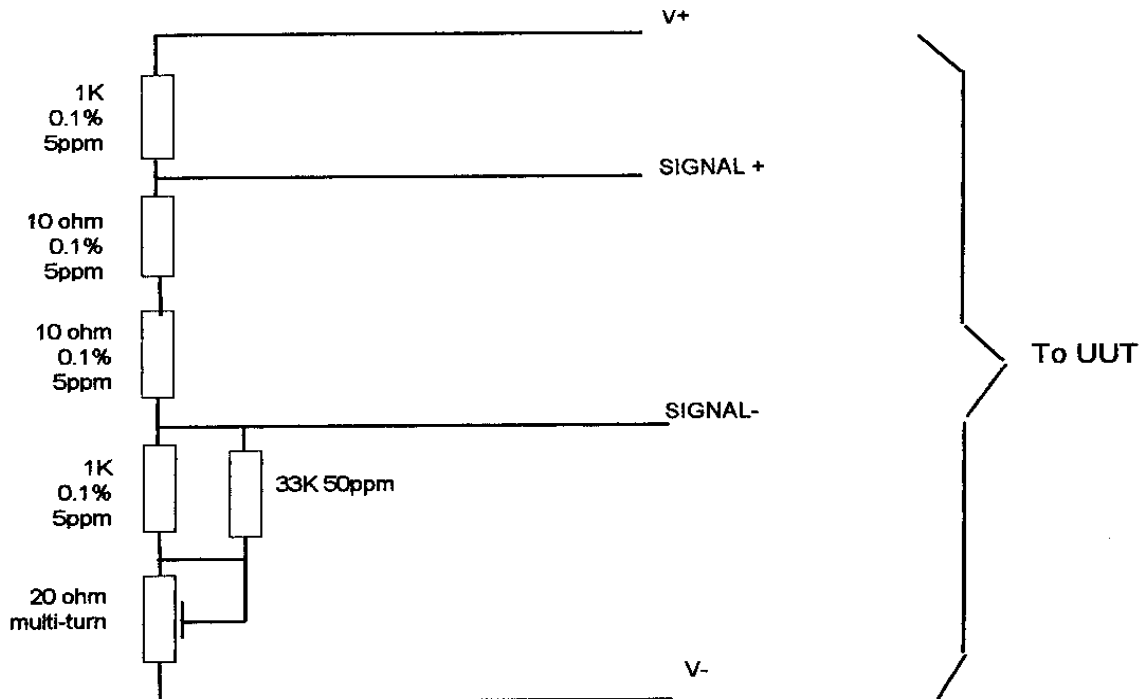 V+
1K
0.1%
5ppm
SIGNAL +
10 ohm
0.1%
5ppm
10 ohm
0.1%
5ppm
To UUT
SIGNAL-
1K
0.1%
5ppm
33K 50ppm
20 ohm
multi-turn
V-